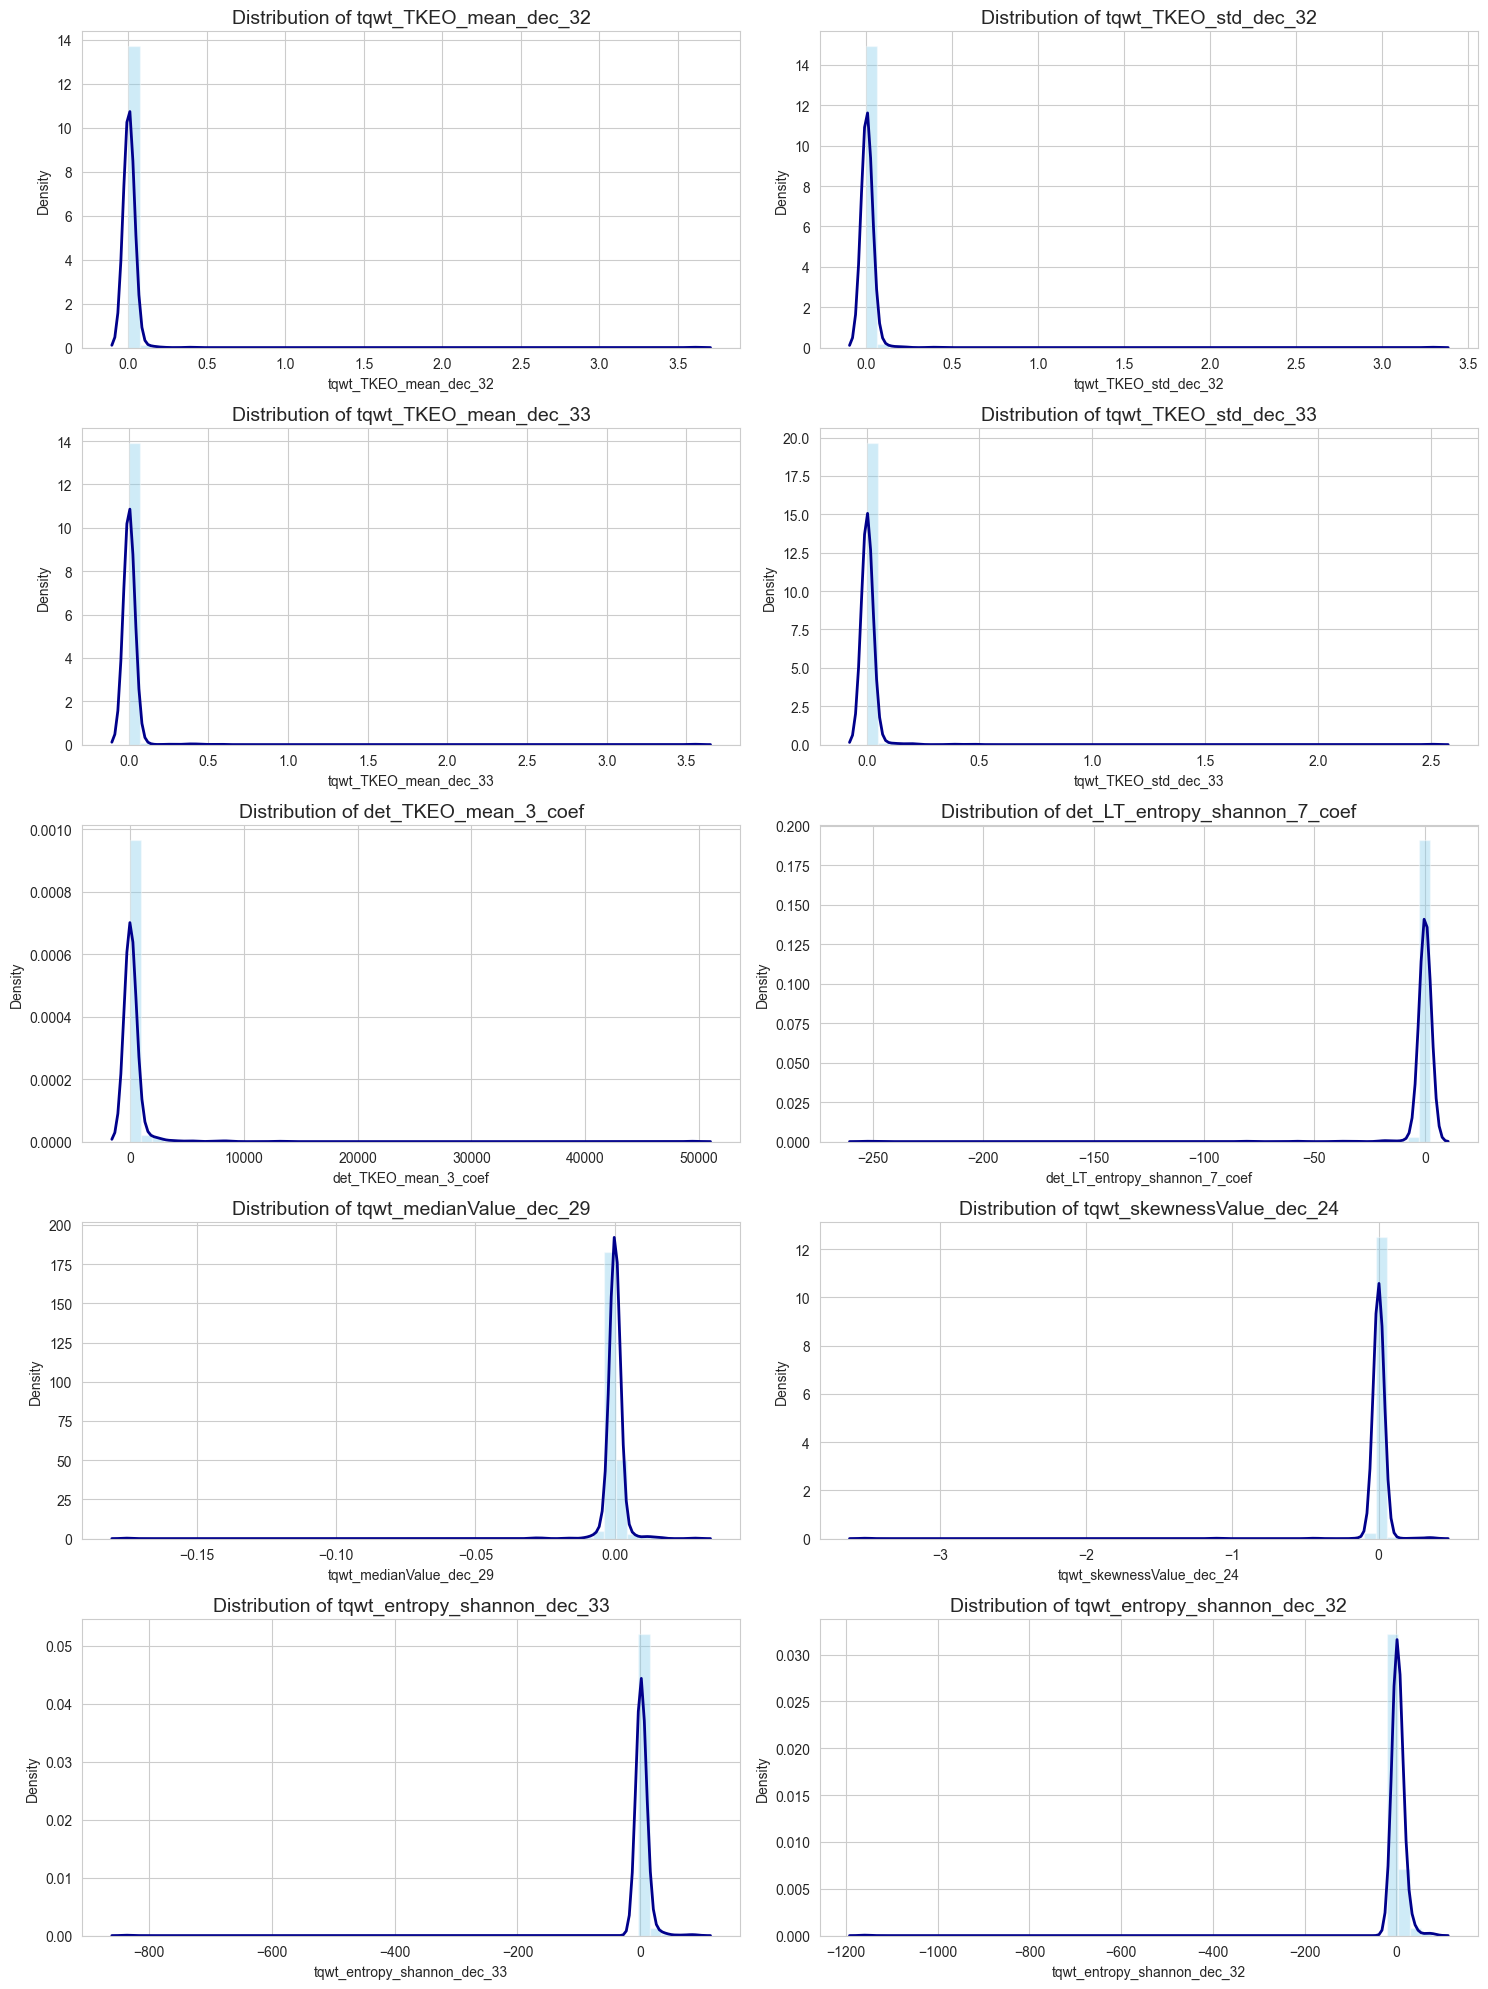 Distribution of tqwt_TKEO_mean_dec_32
14
12
10
8
6
4
2
0
Density
0.0 0.5 1.0 1.5 2.0 2.5 3.0 3.5
tqwt_TKEO_mean_dec_32
Distribution of tqwt_TKEO_std_dec_32
14
12
10
8
6
4
2
0
Density
0.0 0.5 1.0 1.5 2.0 2.5 3.0 3.5
tqwt_TKEO_std_dec_32
Distribution of tqwt_TKEO_mean_dec_33
14
12
10
8
6
4
2
0
Density
0.0 0.5 1.0 1.5 2.0 2.5 3.0 3.5
tqwt_TKEO_mean_dec_33
Distribution of tqwt_TKEO_std_dec_33
20.0
17.5
15.0
12.5
10.0
7.5
5.0
2.5
0.0
Density
0.0 0.5 1.0 1.5 2.0 2.5
tqwt_TKEO_std_dec_33
Distribution of det_TKEO_mean_3_coef
0.0010
0.0008
0.0006
0.0004
0.0002
0.0000
Density
0 10000 20000 30000 40000 50000
det_TKEO_mean_3_coef
Distribution of det_LT_entropy_shannon_7_coef
0.200
0.175
0.150
0.125
0.100
0.075
0.050
0.025
0.000
Density
−250 −200 −150 −100 −50 0
det_LT_entropy_shannon_7_coef
Distribution of tqwt_medianValue_dec_29
200
175
150
125
100
75
50
25
0
Density
−0.15 −0.10 −0.05 0.00
tqwt_medianValue_dec_29
Distribution of tqwt_skewnessValue_dec_24
12
10
8
6
4
2
0
Density
−3 −2 −1 0
tqwt_skewnessValue_dec_24
Distribution of tqwt_entropy_shannon_dec_33
0.05
0.04
0.03
0.02
0.01
0.00
Density
−800 −600 −400 −200 0
tqwt_entropy_shannon_dec_33
Distribution of tqwt_entropy_shannon_dec_32
0.030
0.025
0.020
0.015
0.010
0.005
0.000
Density
−1200 −1000 −800 −600 −400 −200 0
tqwt_entropy_shannon_dec_32